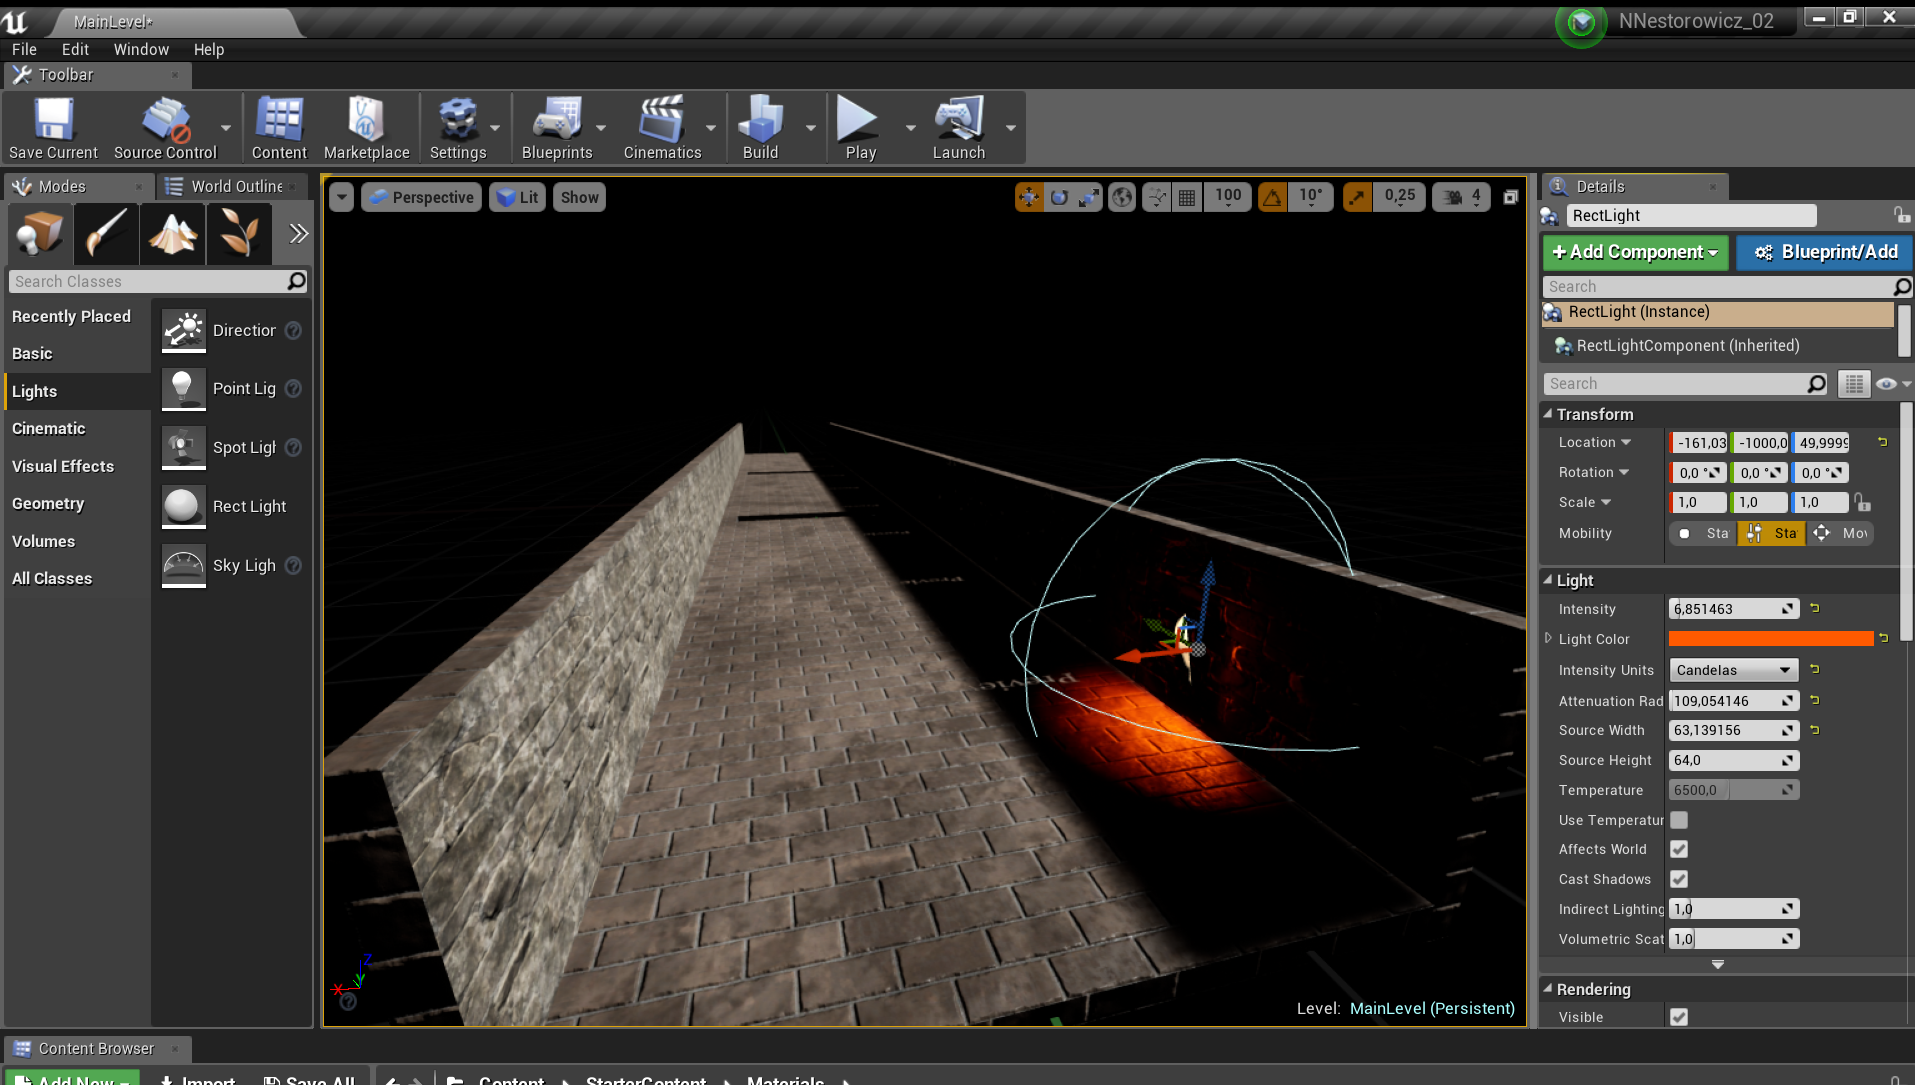 MainLevel*
NNestorowicz_02
File Edit Window Help
Toolbar
Save Current Source Control Content Marketplace Settings Blueprints Cinematics Build Play Launch
Modes World Outline
Perspective Lit Show 100 10° 0,25 4
Details
RectLight
Add Component Blueprint/Add
Search Classes
Search
RectLight (Instance)
RectLightComponent (Inherited)
Search
Recently Placed
Basic
Lights
Cinematic
Visual Effects
Geometry
Volumes
All Classes
Direction
Point Lig
Spot Ligh
Rect Light
Sky Ligh
Transform
Location -161,03 -1000,0 49,9999
Rotation 0,0 ° 0,0 ° 0,0 °
Scale 1,0 1,0 1,0
Mobility Sta Sta Mov
Light
Intensity 6,851463
Light Color
Intensity Units Candelas
Attenuation Rad 109,054146
Source Width 63,139156
Source Height 64,0
Temperature 6500,0
Use Temperatur
Affects World
Cast Shadows
Indirect Lighting 1,0
Volumetric Scat 1,0
Rendering
Visible
Z
X
Level: MainLevel (Persistent)
Content Browser
Add New Import Save All Content StarterContent Materials